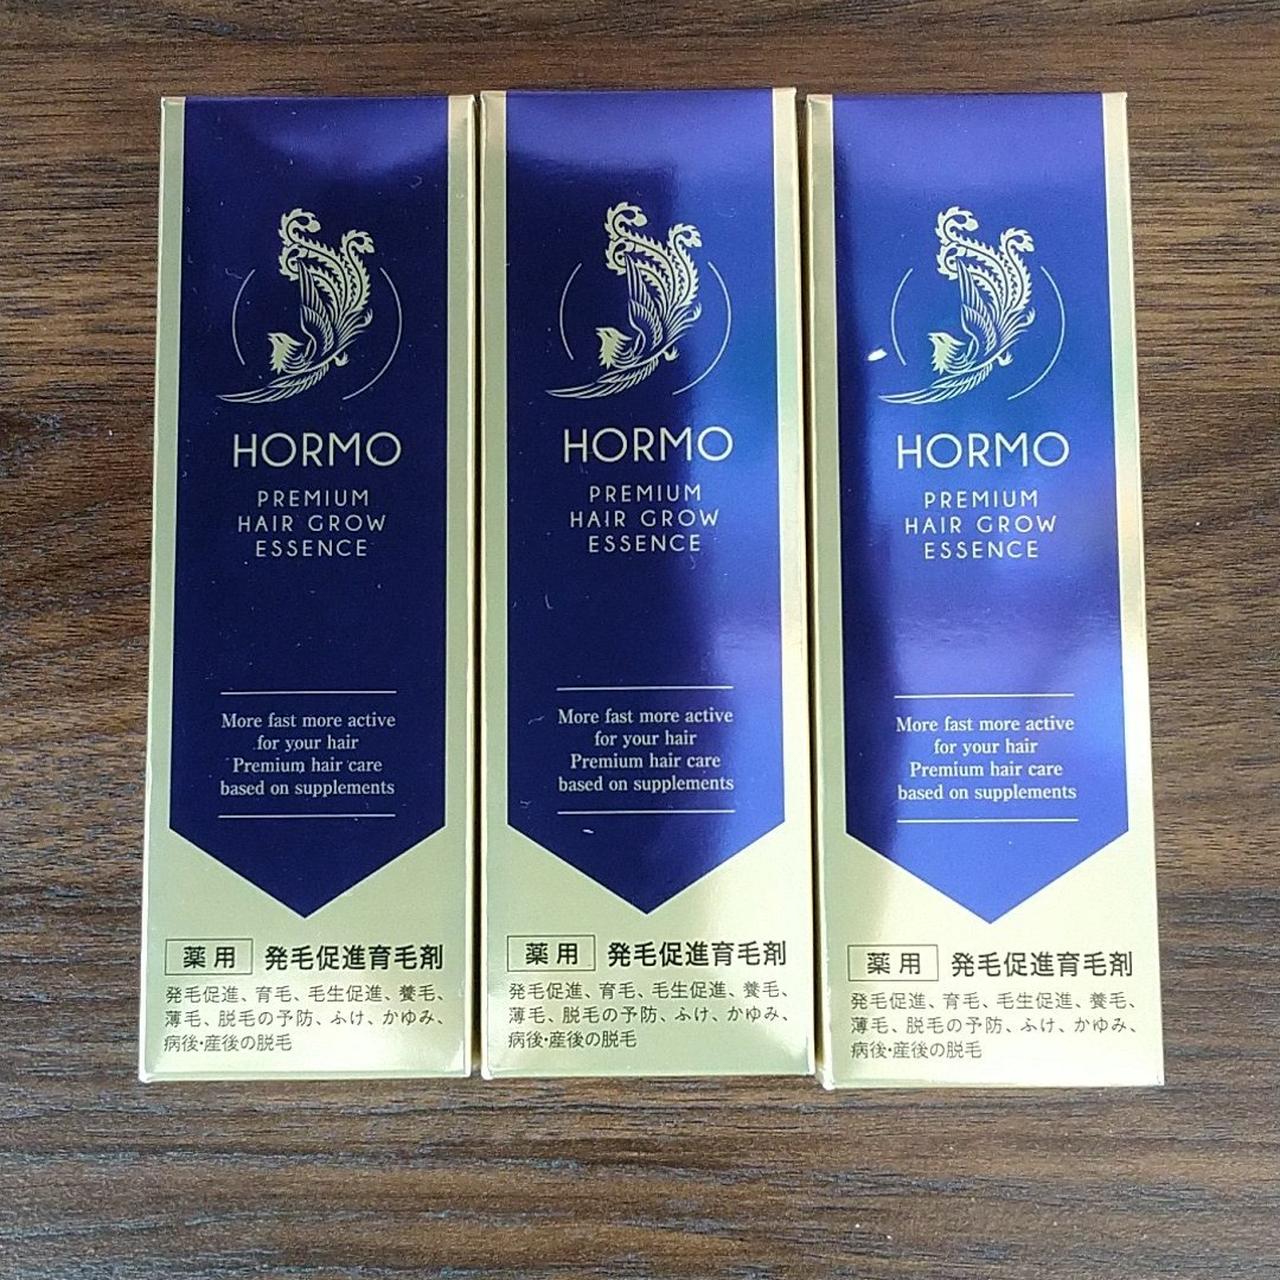 HORMO
PREMIUM
HAIR GROW
ESSENCE
More fast more active
for your hair
Premium hair care
based on supplements
薬用 発毛促進育毛剤
発毛促進、育毛、毛生促進、養毛、
薄毛、脱毛の予防、ふけ、かゆみ、
病後・産後の脱毛
HORMO
PREMIUM
HAIR GROW
ESSENCE
More fast more active
for your hair
Premium hair care
based on supplements
薬用 発毛促進育毛剤
発毛促進、育毛、毛生促進、養毛、
薄毛、脱毛の予防、ふけ、かゆみ、
病後・産後の脱毛
HORMO
PREMIUM
HAIR GROW
ESSENCE
More fast more active
for your hair
Premium hair care
based on supplements
薬用 発毛促進育毛剤
発毛促進、育毛、毛生促進、養毛、
薄毛、脱毛の予防、ふけ、かゆみ、
病後・産後の脱毛